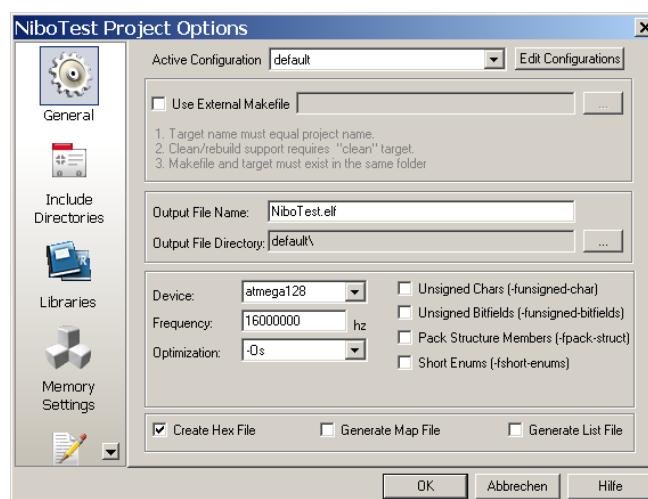 NiboTest Project Options
General
Include
Directories
Libraries
Memory
Settings
Active Configuration default Edit Configurations
Use External Makefile ...
1. Target name must equal project name.
2. Clean/rebuild support requires "clean" target.
3. Makefile and target must exist in the same folder
Output File Name: NiboTest.elf
Output File Directory: default\ ...
Device: atmega128
Frequency: 16000000 hz
Optimization: -Os
Unsigned Chars (-funsigned-char)
Unsigned Bitfields (-funsigned-bitfields)
Pack Structure Members (-fpack-struct)
Short Enums (-fshort-enums)
Create Hex File Generate Map File Generate List File
OK Abbrechen Hilfe